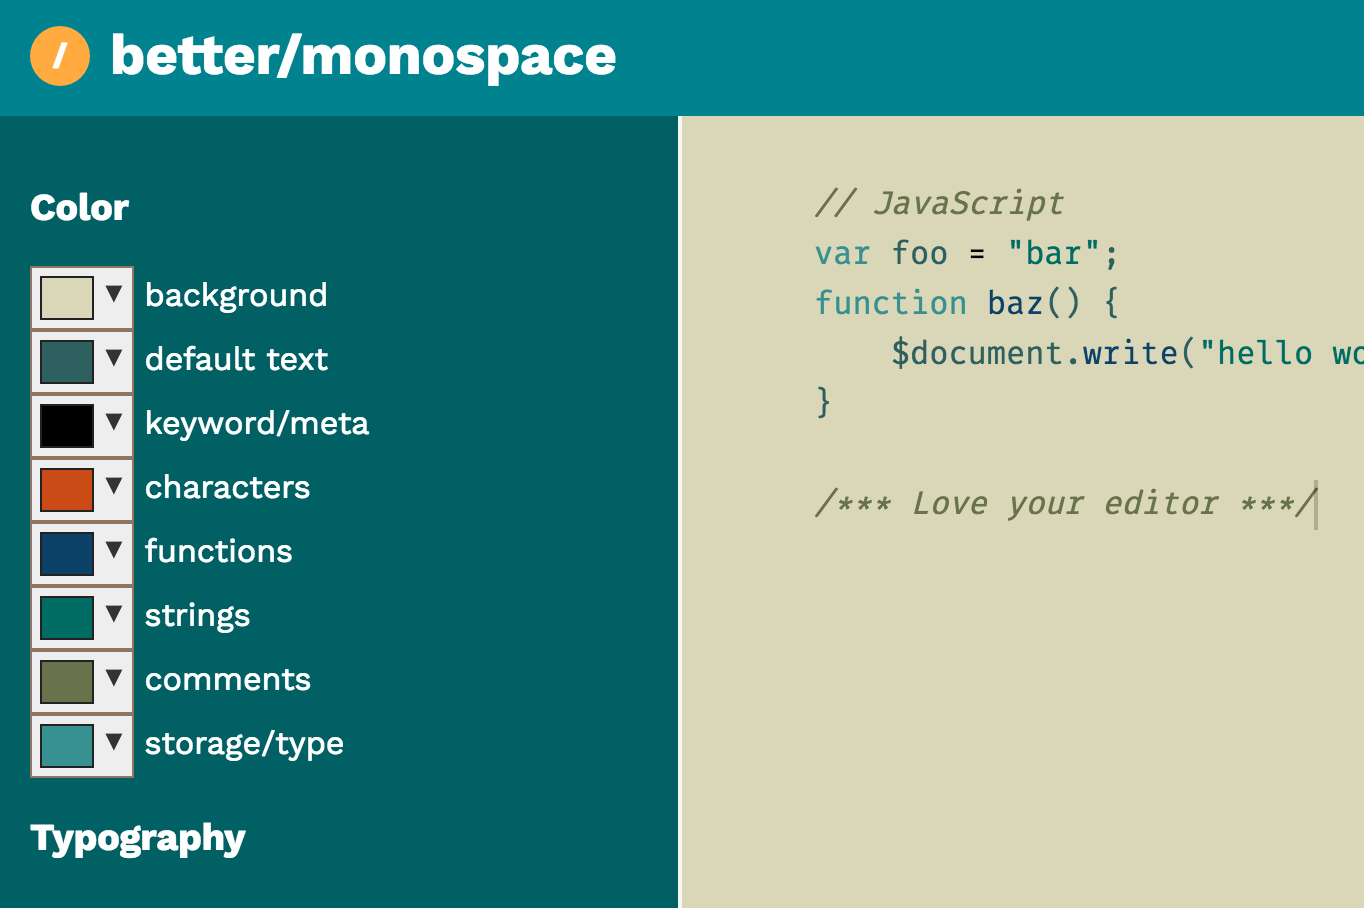 / better/monospace
Color
background
default text
keyword/meta
characters
functions
strings
comments
storage/type
Typography
// JavaScript
var foo = "bar";
function baz() {
$document.write("hello
}
/*** Love your editor ***/